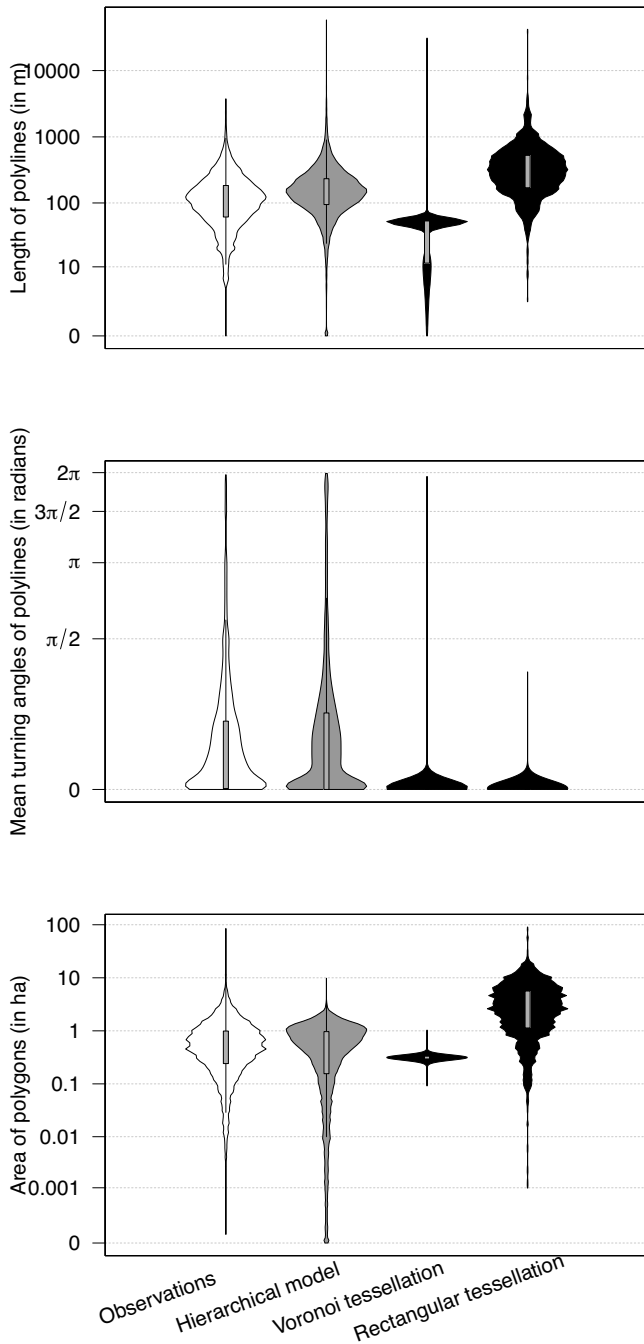 Length of polylines (in m)
10000
1000
100
10
0
Mean turning angles of polylines (in radians)
2π
3π/2
π
π/2
0
Area of polygons (in ha)
100
10
1
0.1
0.01
0.001
0
Observations
Hierarchical model
Voronoi tessellation
Rectangular tessellation